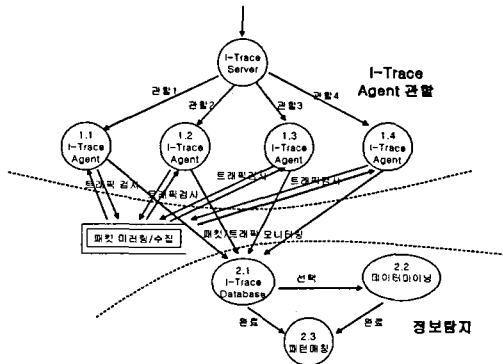 I-Trace
Server
I-Trace
Agent 관할
관할1
관할2
관할3
관할4
1.1
I-Trace
Agent
1.2
I-Trace
Agent
1.3
I-Trace
Agent
1.4
I-Trace
Agent
트래픽 검사
트래픽검사
트래픽검사
트래픽검사
패킷 미러링/수집
패킷/트래픽 모니터링
2.1
I-Trace
Database
선택
2.2
데이터마이닝
완료
완료
정보탐지
2.3
패턴매칭